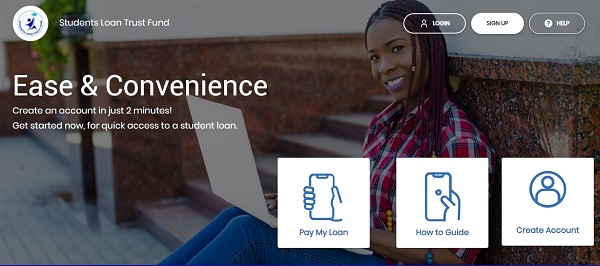 Students Loan Trust Fund
LOGIN
SIGN UP
HELP
Ease & Convenience
Create an account in just 2 minutes!
Get started now, for quick access to a student loan.
Pay My Loan
How to Guide
Create Account